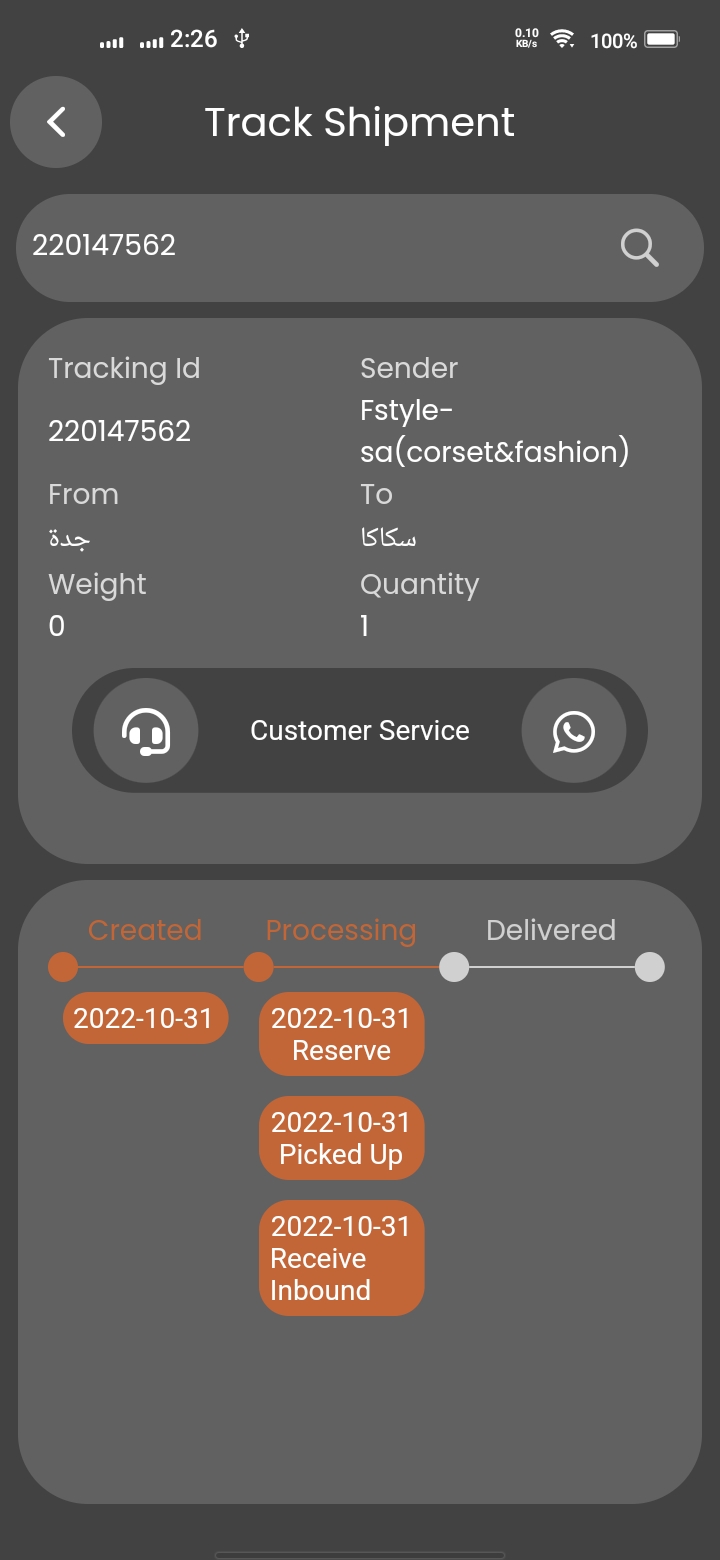 2:26
0.10
KB/s
100%
Track Shipment
220147562
Tracking Id
Sender
220147562
Fstyle-
sa(corset&fashion)
From
To
جدة
سكاكا
Weight
Quantity
0
1
Customer Service
Created
Processing
Delivered
2022-10-31
2022-10-31
Reserve
2022-10-31
Picked Up
2022-10-31
Receive
Inbound